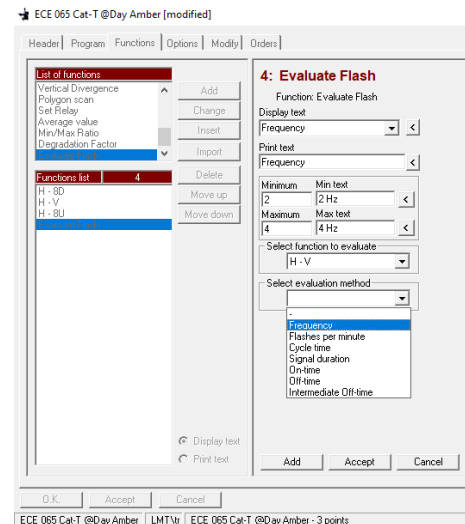 ECE 065 Cat-T @Day Amber [modified]
Header Program Functions Options Modify Orders
List of functions
Vertical Divergence
Polygon scan
Set Relay
Average value
Min/Max Ratio
Degradation Factor
Add
Change
Insert
Import
Delete
Move up
Move down
Functions list 4
H - 8D
H - V
H - 8U
Display text
Print text
4: Evaluate Flash
Function: Evaluate Flash
Display text
Frequency <
Print text
Frequency <
Minimum Min text
2 2 Hz <
Maximum Max text
4 4 Hz <
Select function to evaluate
H - V
Select evaluation method
-
Frequency
Flashes per minute
Cycle time
Signal duration
On-time
Off-time
Intermediate Off-time
Add Accept Cancel
O.K. Accept Cancel
ECE 065 Cat-T @Day Amber LMT\tr ECE 065 Cat-T @Day Amber - 3 points